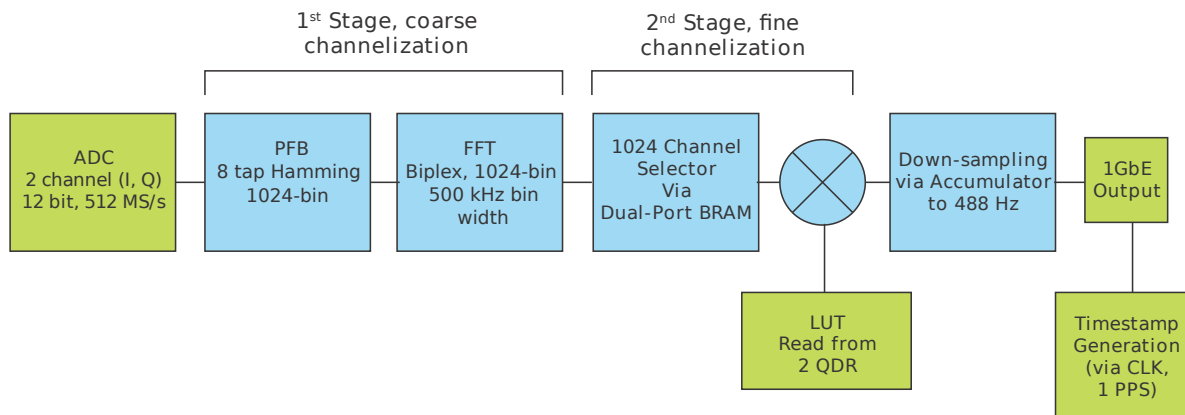 1st Stage, coarse
channelization
2nd Stage, fine
channelization
ADC
2 channel (I, Q)
12 bit, 512 MS/s
PFB
8 tap Hamming
1024-bin
FFT
Biplex, 1024-bin
500 kHz bin
width
1024 Channel
Selector
Via
Dual-Port BRAM
Down-sampling
via Accumulator
to 488 Hz
1GbE
Output
LUT
Read from
2 QDR
Timestamp
Generation
(via CLK,
1 PPS)